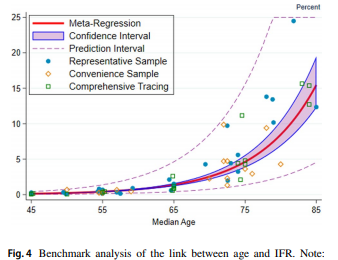 Percent
25
Meta-Regression
Confidence Interval
Prediction Interval
20
Representative Sample
Convenience Sample
Comprehensive Tracing
15
10
5
0
45 55 65 75 85
Median Age
Fig. 4 Benchmark analysis of the link between age and IFR. Note: